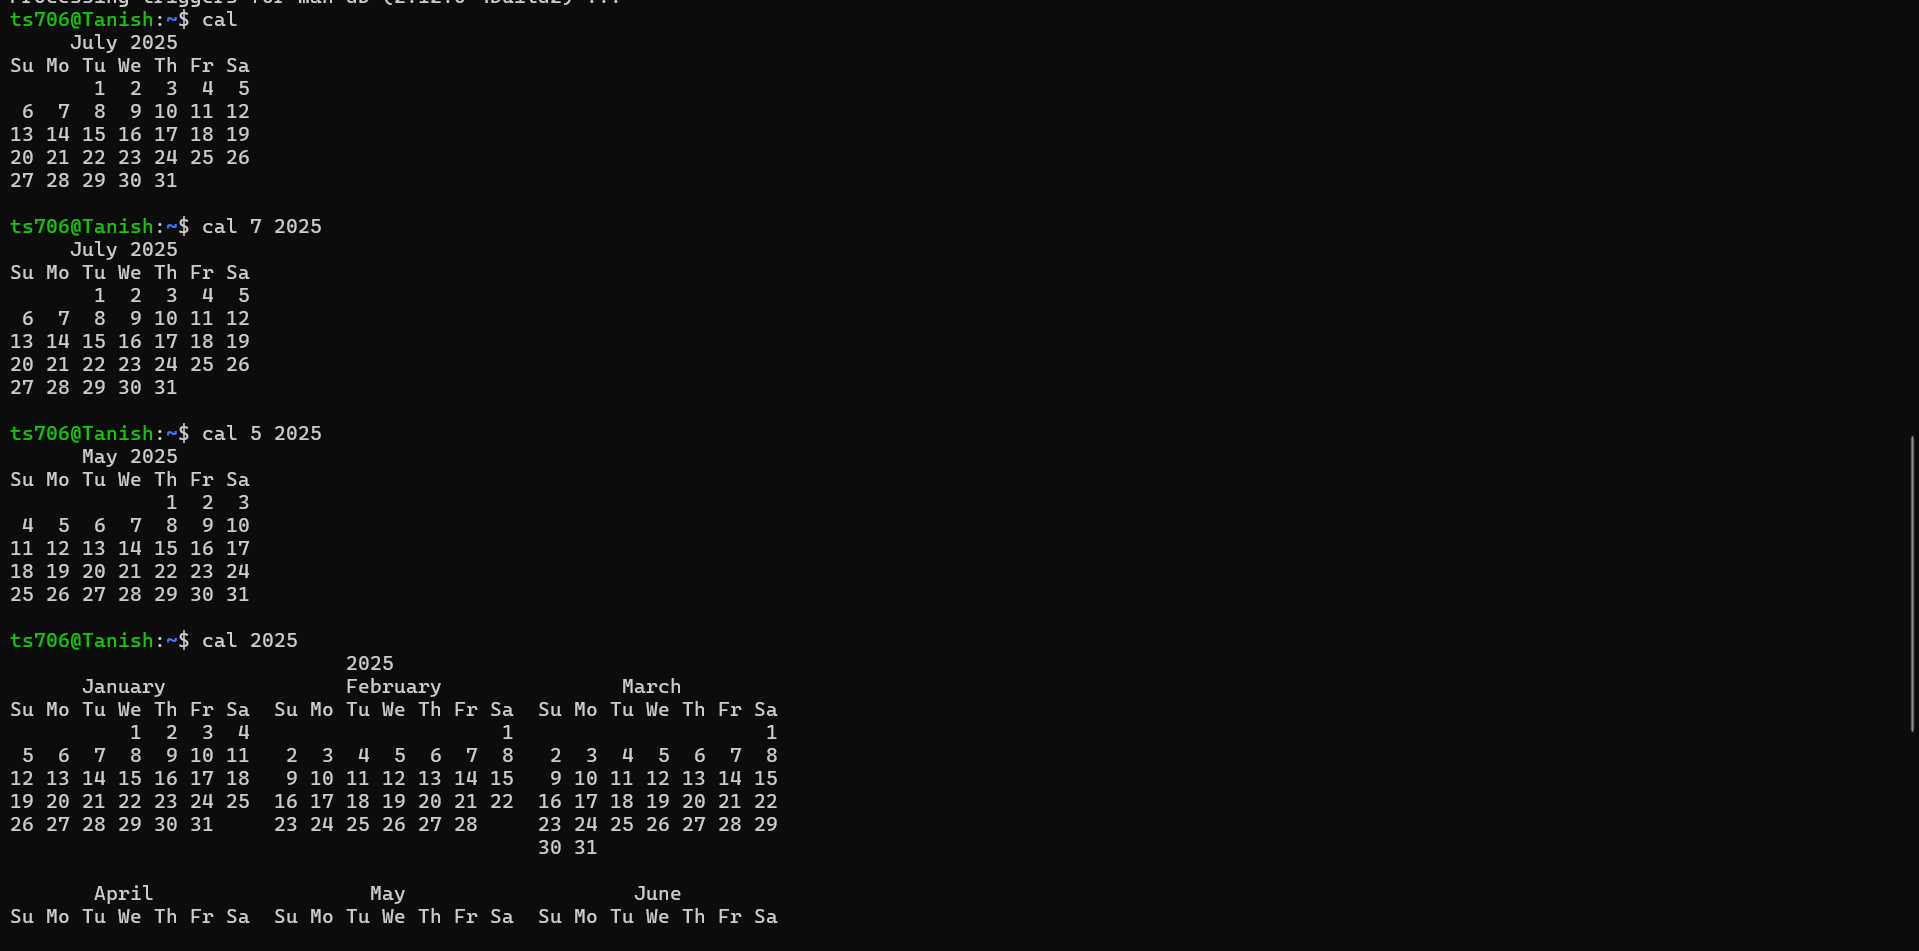 Processing triggers for man-db (2.12.0-4build2) ...
ts706@Tanish:~$ cal
     July 2025
Su Mo Tu We Th Fr Sa
       1  2  3  4  5
 6  7  8  9 10 11 12
13 14 15 16 17 18 19
20 21 22 23 24 25 26
27 28 29 30 31

ts706@Tanish:~$ cal 7 2025
     July 2025
Su Mo Tu We Th Fr Sa
       1  2  3  4  5
 6  7  8  9 10 11 12
13 14 15 16 17 18 19
20 21 22 23 24 25 26
27 28 29 30 31

ts706@Tanish:~$ cal 5 2025
      May 2025
Su Mo Tu We Th Fr Sa
             1  2  3
 4  5  6  7  8  9 10
11 12 13 14 15 16 17
18 19 20 21 22 23 24
25 26 27 28 29 30 31

ts706@Tanish:~$ cal 2025
                            2025
      January               February               March
Su Mo Tu We Th Fr Sa  Su Mo Tu We Th Fr Sa  Su Mo Tu We Th Fr Sa
          1  2  3  4                     1                     1
 5  6  7  8  9 10 11   2  3  4  5  6  7  8   2  3  4  5  6  7  8
12 13 14 15 16 17 18   9 10 11 12 13 14 15   9 10 11 12 13 14 15
19 20 21 22 23 24 25  16 17 18 19 20 21 22  16 17 18 19 20 21 22
26 27 28 29 30 31     23 24 25 26 27 28     23 24 25 26 27 28 29
                                            30 31

       April                  May                   June
Su Mo Tu We Th Fr Sa  Su Mo Tu We Th Fr Sa  Su Mo Tu We Th Fr Sa